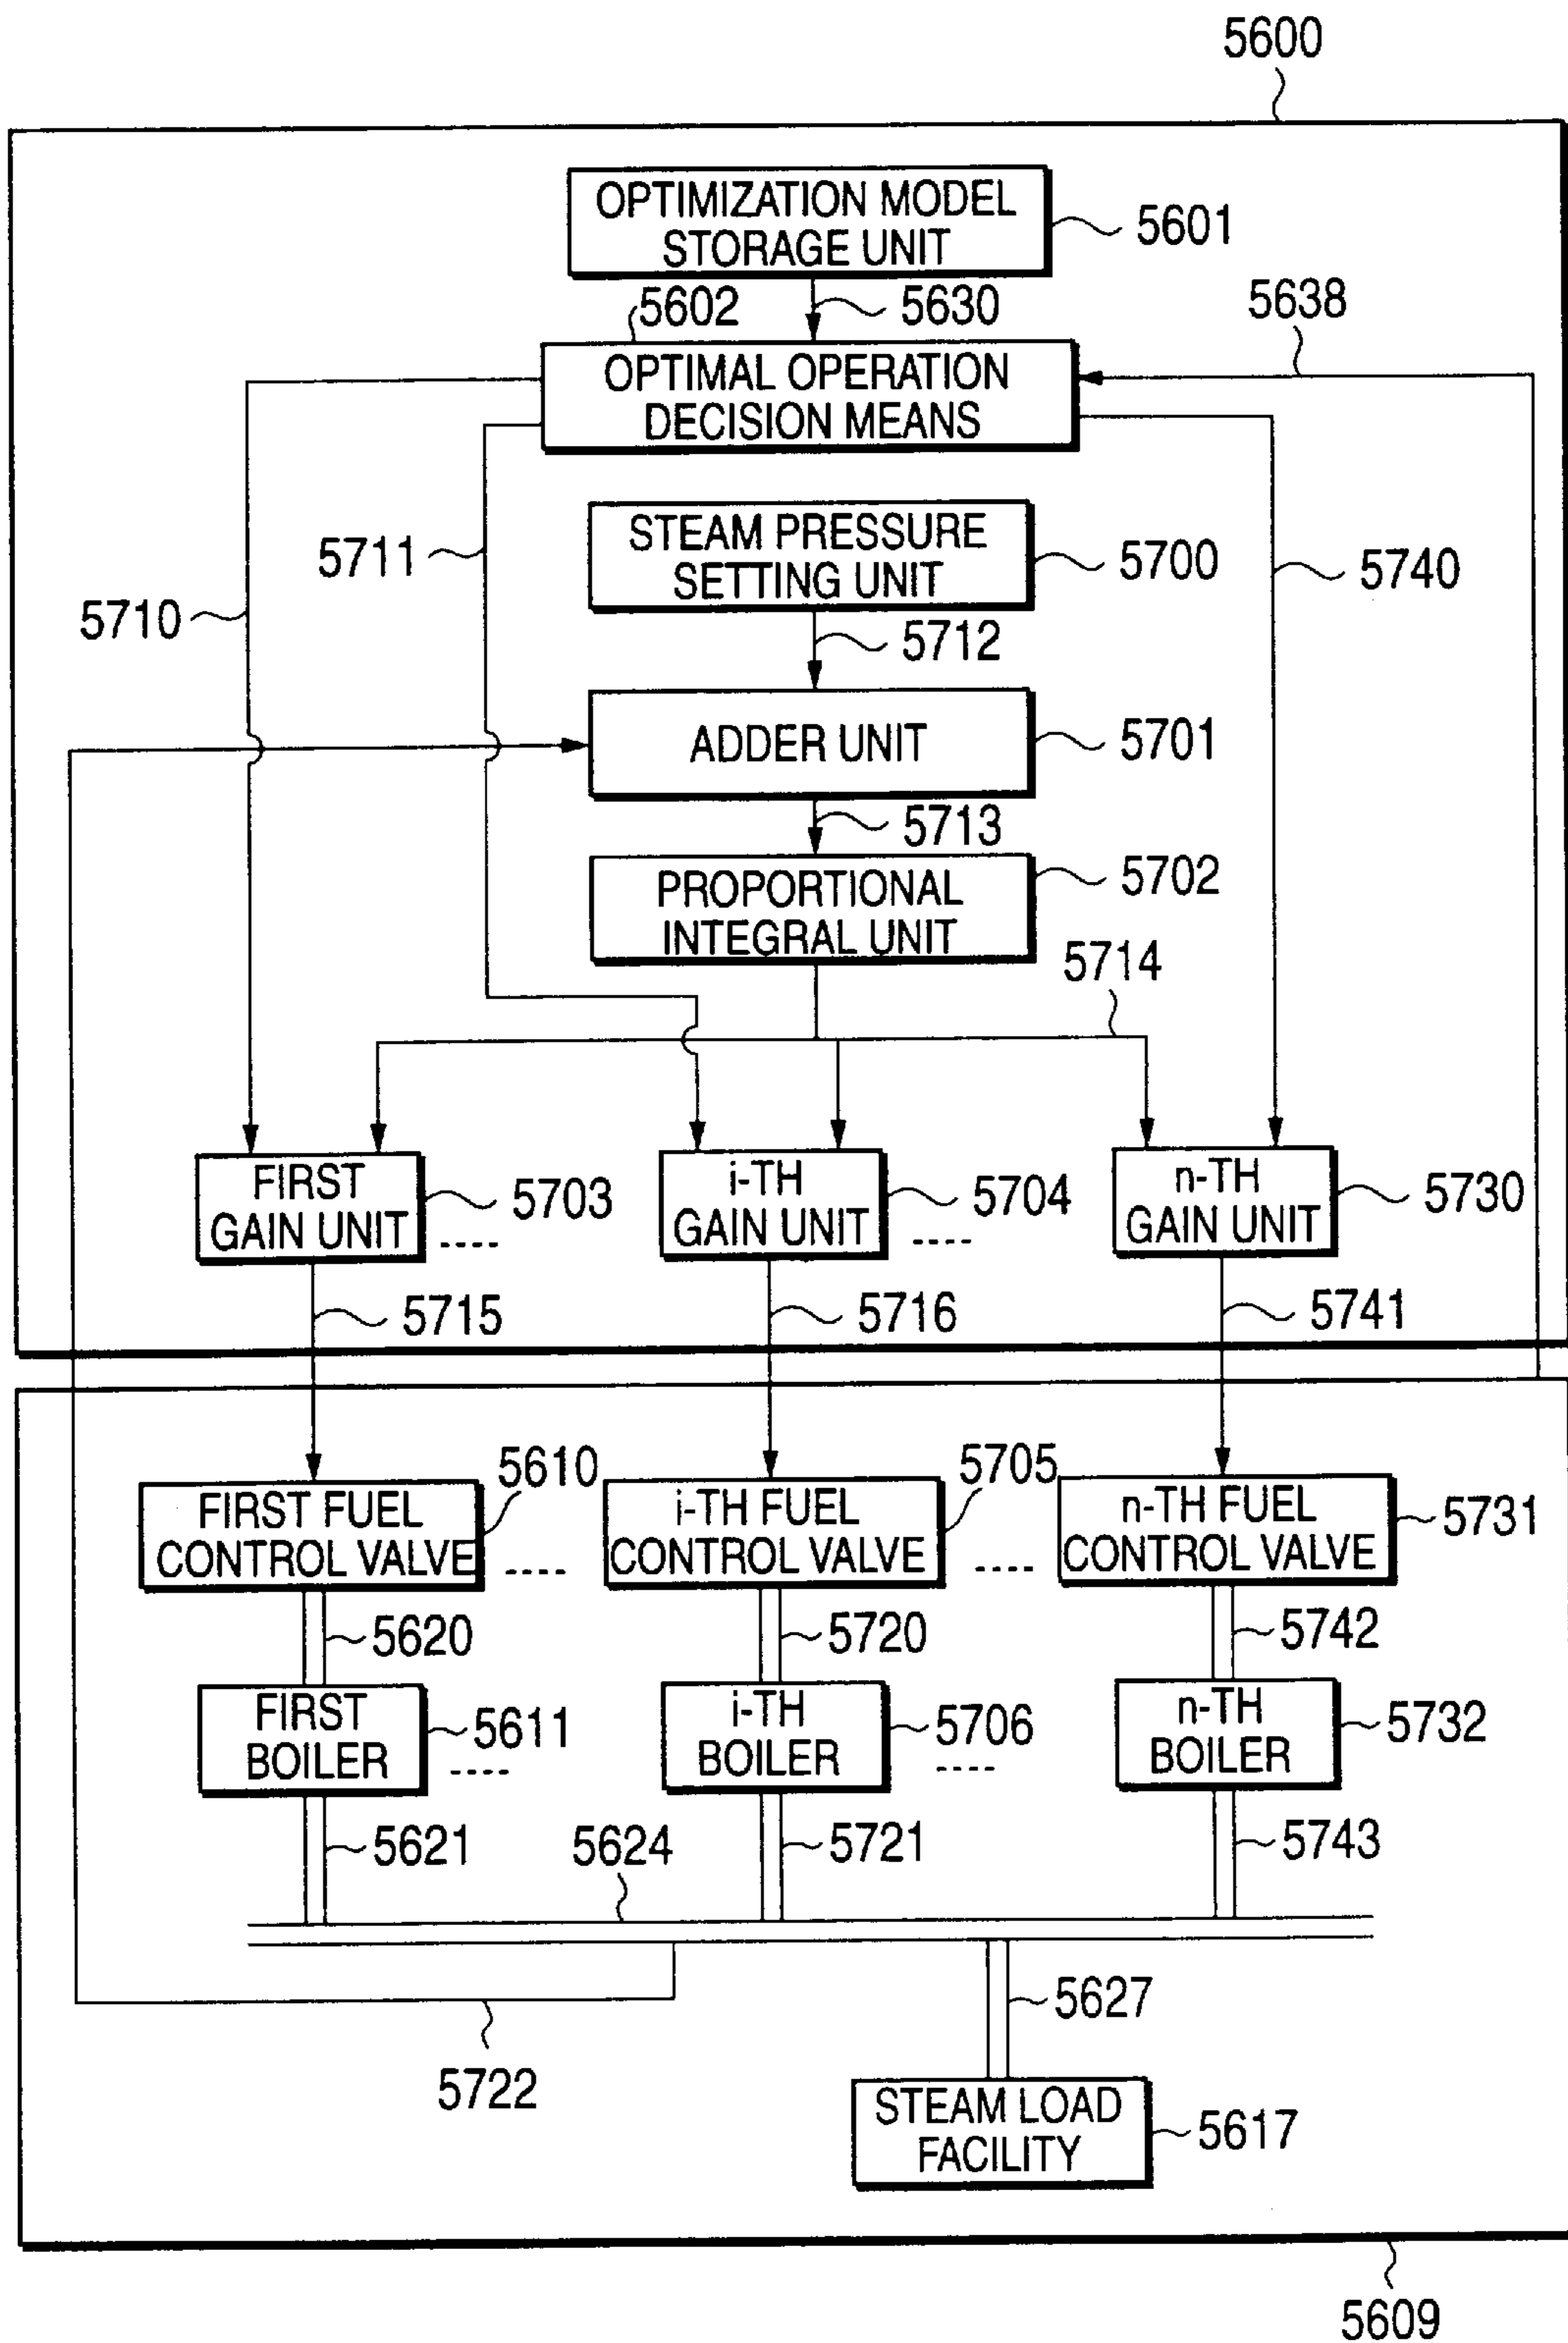 5600
OPTIMIZATION MODEL
STORAGE UNIT
5601
5602
5630
5638
OPTIMAL OPERATION
DECISION MEANS
5711
STEAM PRESSURE
SETTING UNIT
5700
5740
5710
5712
ADDER UNIT
5701
5713
PROPORTIONAL
INTEGRAL UNIT
5702
5714
FIRST
GAIN UNIT
5703
----
i-TH
GAIN UNIT
5704
----
n-TH
GAIN UNIT
5730
5715
5716
5741
FIRST FUEL
CONTROL VALVE
5610
----
i-TH FUEL
CONTROL VALVE
5705
----
n-TH FUEL
CONTROL VALVE
5731
5620
5720
5742
FIRST
BOILER
5611
----
i-TH
BOILER
5706
----
n-TH
BOILER
5732
5621
5624
5721
5743
5627
5722
STEAM LOAD
FACILITY
5617
5609